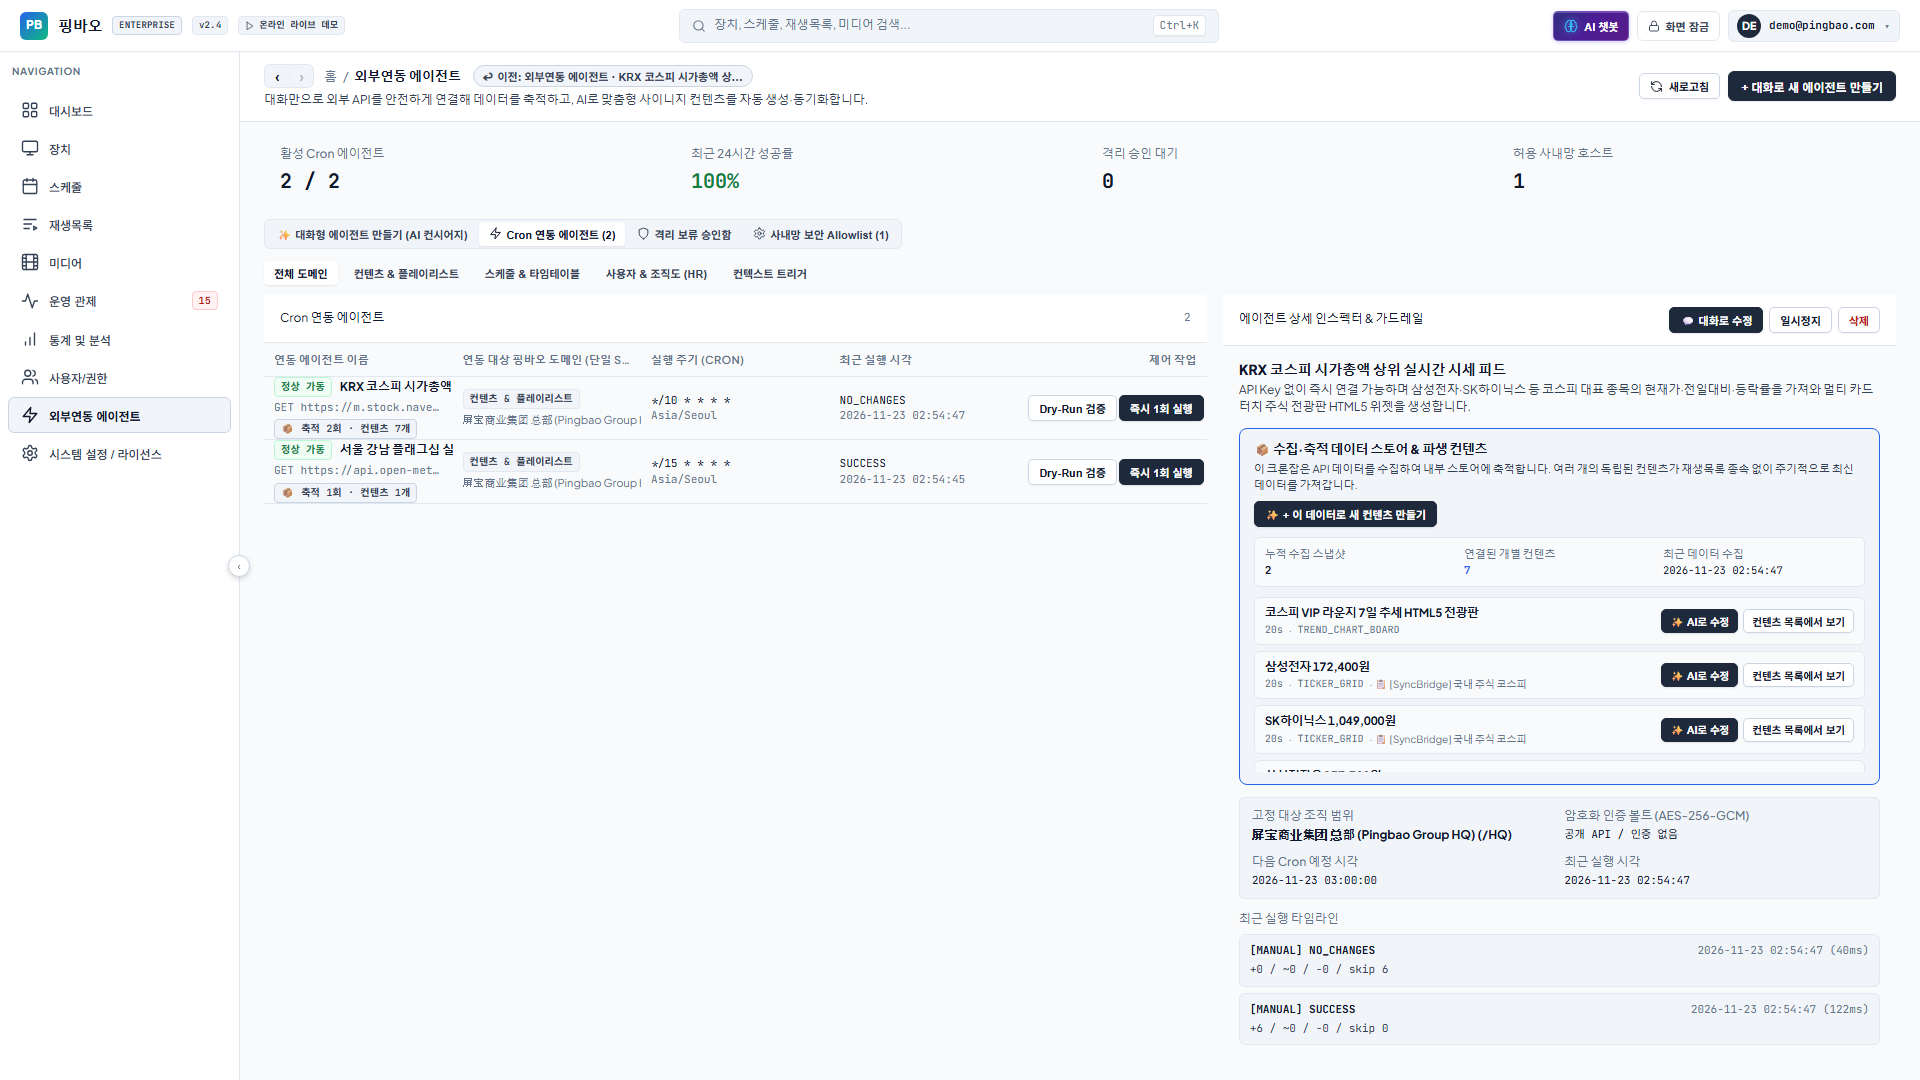 PB 핑바오 ENTERPRISE v2.4 ▷ 온라인 라이브 데모
장치, 스케줄, 재생목록, 미디어 검색... Ctrl+K
AI 챗봇 화면 잠금 DE demo@pingbao.com
NAVIGATION
대시보드
장치
스케줄
재생목록
미디어
운영 관제 15
통계 및 분석
사용자/권한
외부연동 에이전트
시스템 설정 / 라이선스
‹ › 홈 / 외부연동 에이전트 ↩ 이전: 외부연동 에이전트 · KRX 코스피 시가총액 상...
대화만으로 외부 API를 안전하게 연결해 데이터를 축적하고, AI로 맞춤형 사이니지 컨텐츠를 자동 생성·동기화합니다.
새로고침 + 대화로 새 에이전트 만들기
활성 Cron 에이전트
2 / 2
최근 24시간 성공률
100%
격리 승인 대기
0
허용 사내망 호스트
1
✨ 대화형 에이전트 만들기 (AI 컨시어지) Cron 연동 에이전트 (2) 격리 보류 승인함 사내망 보안 Allowlist (1)
전체 도메인 컨텐츠 & 플레이리스트 스케줄 & 타임테이블 사용자 & 조직도 (HR) 컨텍스트 트리거
Cron 연동 에이전트 2
연동 에이전트 이름 연동 대상 핑바오 도메인 (단일 S... 실행 주기 (CRON) 최근 실행 시각 제어 작업
정상 가동 KRX 코스피 시가총액
GET https://m.stock.nave…
📦 축적 2회 · 컨텐츠 7개
컨텐츠 & 플레이리스트
屏宝商业集团 总部 (Pingbao Group
*/10 * * * *
Asia/Seoul
NO_CHANGES
2026-11-23 02:54:47
Dry-Run 검증 즉시 1회 실행
정상 가동 서울 강남 플래그십 실
GET https://api.open-met…
📦 축적 1회 · 컨텐츠 1개
컨텐츠 & 플레이리스트
屏宝商业集团 总部 (Pingbao Group
*/15 * * * *
Asia/Seoul
SUCCESS
2026-11-23 02:54:45
Dry-Run 검증 즉시 1회 실행
에이전트 상세 인스펙터 & 가드레일 대화로 수정 일시정지 삭제
KRX 코스피 시가총액 상위 실시간 시세 피드
API Key 없이 즉시 연결 가능하며 삼성전자·SK하이닉스 등 코스피 대표 종목의 현재가·전일대비·등락률을 가져와 멀티 카드
터치 주식 전광판 HTML5 위젯을 생성합니다.
📦 수집·축적 데이터 스토어 & 파생 컨텐츠
이 크론잡은 API 데이터를 수집하여 내부 스토어에 축적합니다. 여러 개의 독립된 컨텐츠가 재생목록 종속 없이 주기적으로 최신
데이터를 가져갑니다.
✨ + 이 데이터로 새 컨텐츠 만들기
누적 수집 스냅샷
2
연결된 개별 컨텐츠
7
최근 데이터 수집
2026-11-23 02:54:47
코스피 VIP 라운지 7일 추세 HTML5 전광판
20s · TREND_CHART_BOARD
✨ AI로 수정 컨텐츠 목록에서 보기
삼성전자 172,400원
20s · TICKER_GRID · [SyncBridge] 국내 주식 코스피
✨ AI로 수정 컨텐츠 목록에서 보기
SK하이닉스 1,049,000원
20s · TICKER_GRID · [SyncBridge] 국내 주식 코스피
✨ AI로 수정 컨텐츠 목록에서 보기
고정 대상 조직 범위
屏宝商业集团 总部 (Pingbao Group HQ) (/HQ)
암호화 인증 볼트 (AES-256-GCM)
공개 API / 인증 없음
다음 Cron 예정 시각
2026-11-23 03:00:00
최근 실행 시각
2026-11-23 02:54:47
최근 실행 타임라인
[MANUAL] NO_CHANGES 2026-11-23 02:54:47 (40ms)
+0 / ~0 / -0 / skip 6
[MANUAL] SUCCESS 2026-11-23 02:54:47 (122ms)
+6 / ~0 / -0 / skip 0